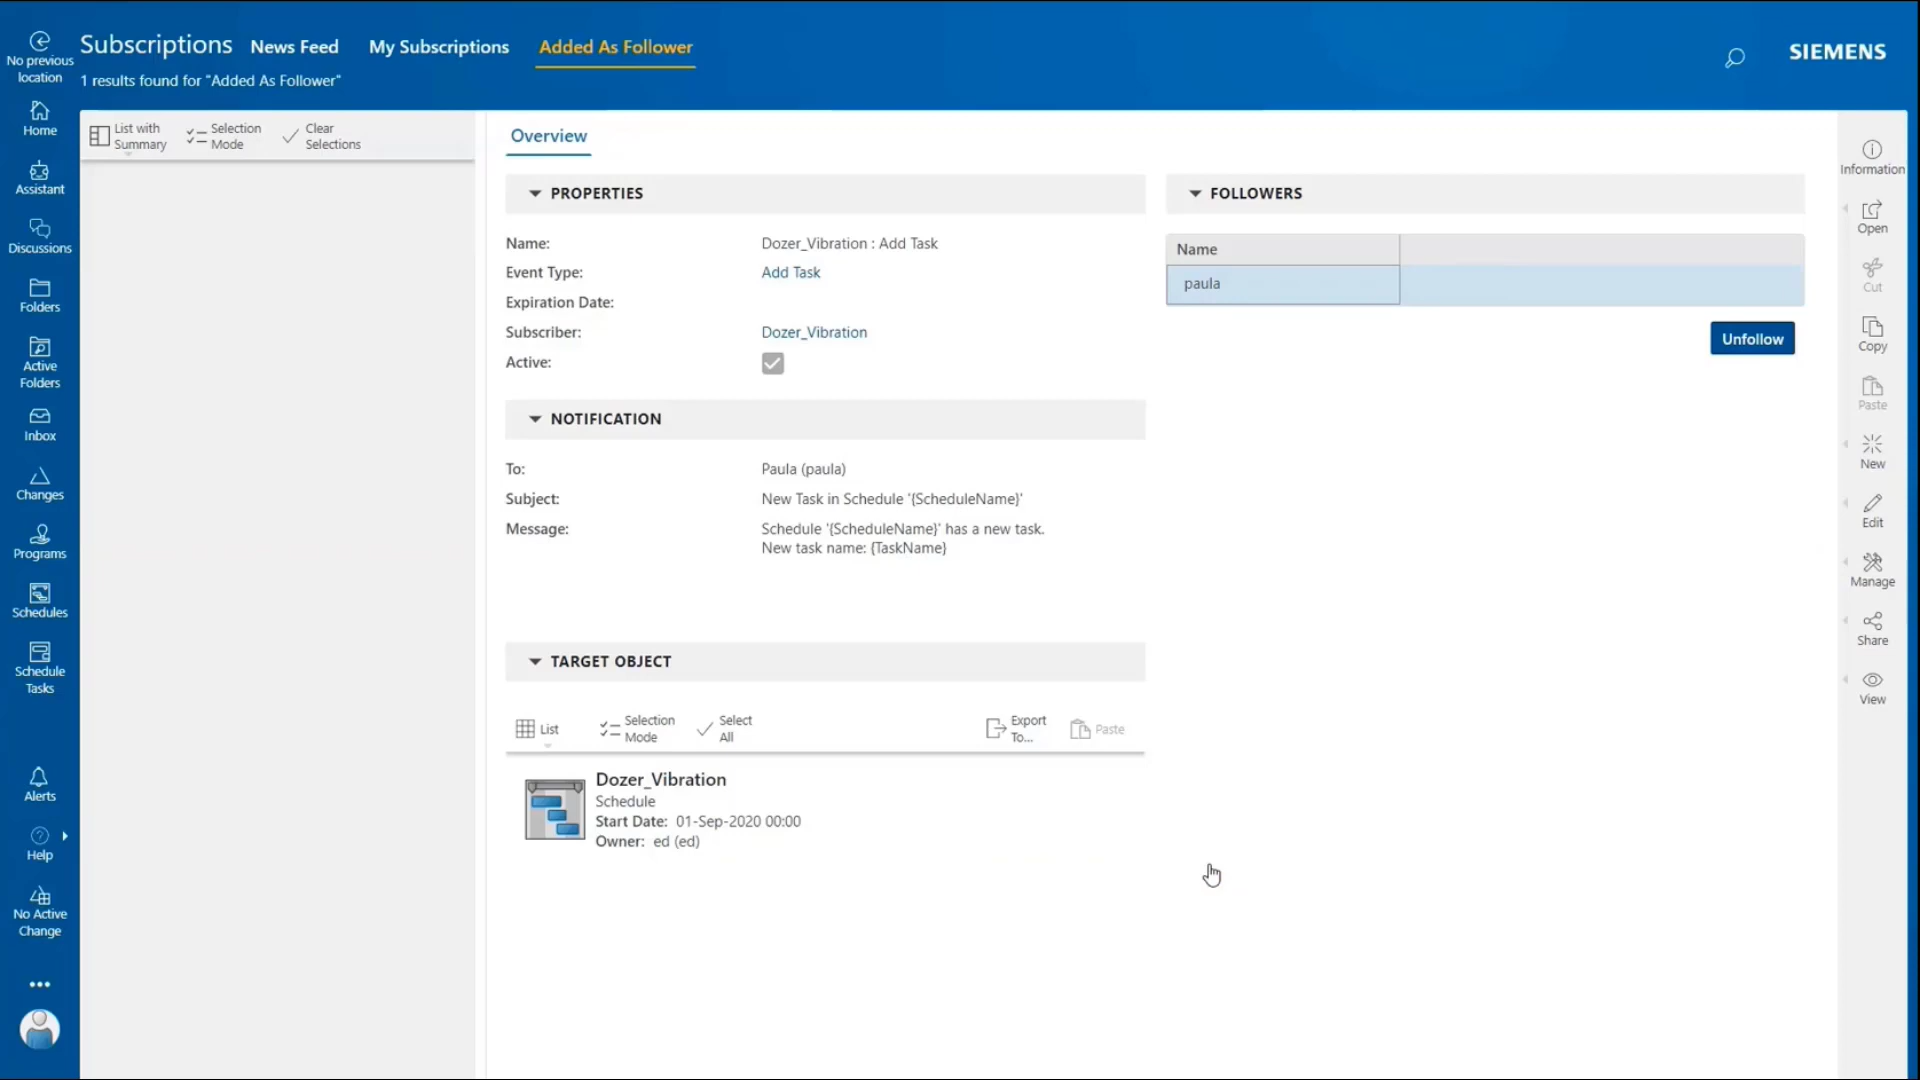 No previous
location
Home
Assistant
Discussions
Folders
Active
Folders
Inbox
Changes
Programs
Schedules
Schedule
Tasks
Alerts
Help
No Active
Change
Subscriptions
News Feed
My Subscriptions
Added As Follower
1 results found for "Added As Follower"
SIEMENS
List with
Summary
Selection
Mode
Clear
Selections
Overview
PROPERTIES
Name: Dozer_Vibration : Add Task
Event Type: Add Task
Expiration Date:
Subscriber: Dozer_Vibration
Active:
NOTIFICATION
To: Paula (paula)
Subject: New Task in Schedule '{ScheduleName}'
Message: Schedule '{ScheduleName}' has a new task.
New task name: {TaskName}
TARGET OBJECT
List
Selection
Mode
Select
All
Export
To...
Paste
Dozer_Vibration
Schedule
Start Date: 01-Sep-2020 00:00
Owner: ed (ed)
FOLLOWERS
Name
paula
Unfollow
Information
Open
Cut
Copy
Paste
New
Edit
Manage
Share
View